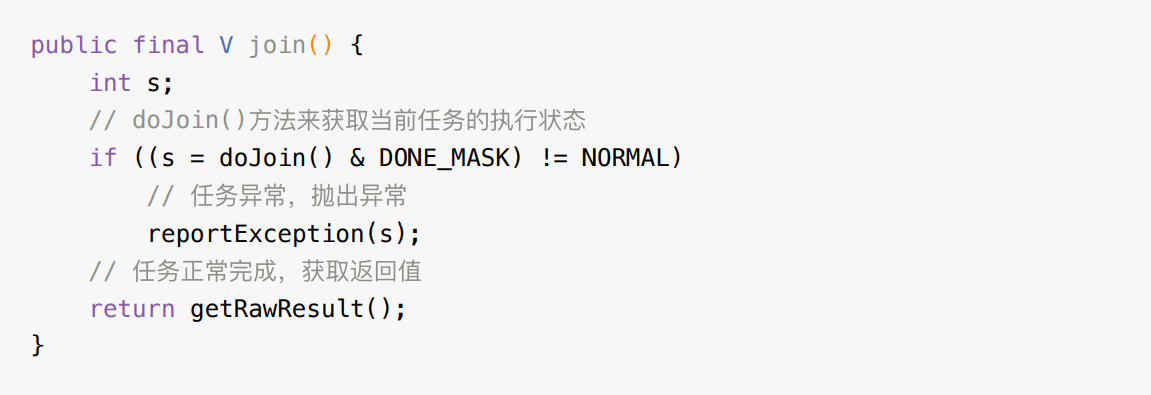 public final V join() {
    int s;
    // doJoin()方法来获取当前任务的执行状态
    if ((s = doJoin() & DONE_MASK) != NORMAL)
        // 任务异常，抛出异常
        reportException(s);
    // 任务正常完成，获取返回值
    return getRawResult();
}